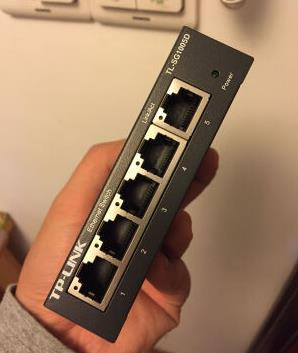 TP-LINK
Ethernet Switch
Link/Act
TL-SG1005D
Power
1
2
3
4
5